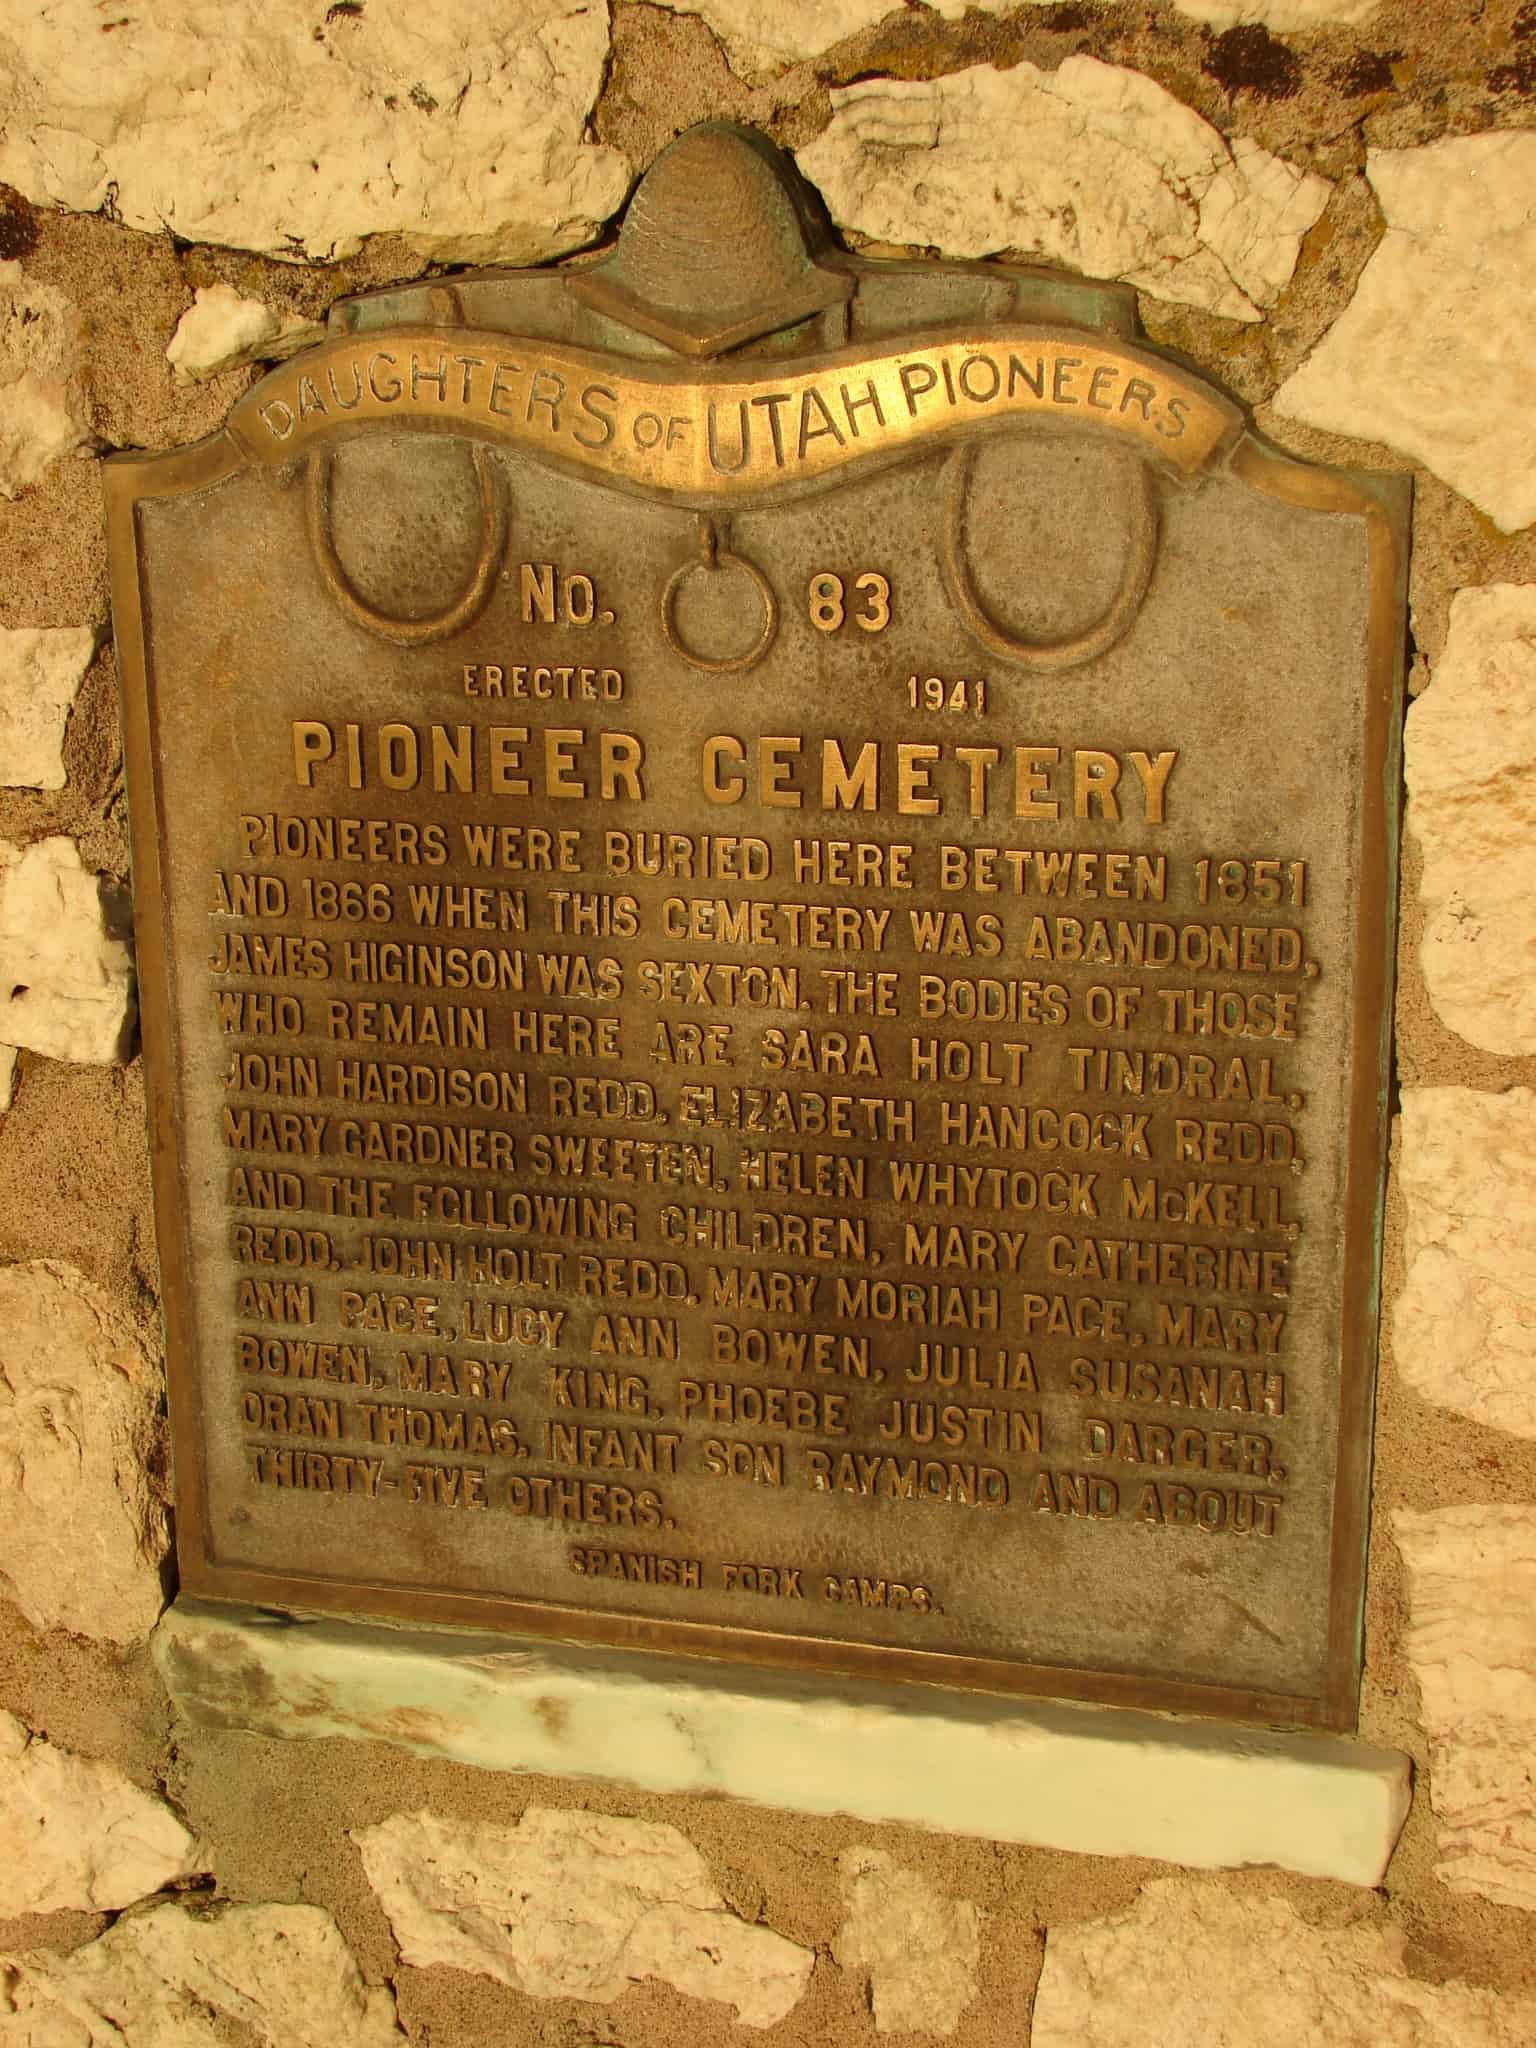 DAUGHTERS OF UTAH PIONEERS
NO. 83
ERECTED 1941
PIONEER CEMETERY
PIONEERS WERE BURIED HERE BETWEEN 1851
AND 1866 WHEN THIS CEMETERY WAS ABANDONED,
JAMES HIGINSON WAS SEXTON. THE BODIES OF THOSE
WHO REMAIN HERE ARE SARA HOLT TINDRAL,
JOHN HARDISON REDD, ELIZABETH HANCOCK REDD,
MARY GARDNER SWEETEN, HELEN WHYTOCK McKELL,
AND THE FOLLOWING CHILDREN, MARY CATHERINE
REDD, JOHN HOLT REDD, MARY MORIAH PACE, MARY
ANN PACE, LUCY ANN BOWEN, JULIA SUSANAH
BOWEN, MARY KING, PHOEBE JUSTIN DARGER,
ORAN THOMAS, INFANT SON RAYMOND AND ABOUT
THIRTY-FIVE OTHERS.
SPANISH FORK CAMPS.